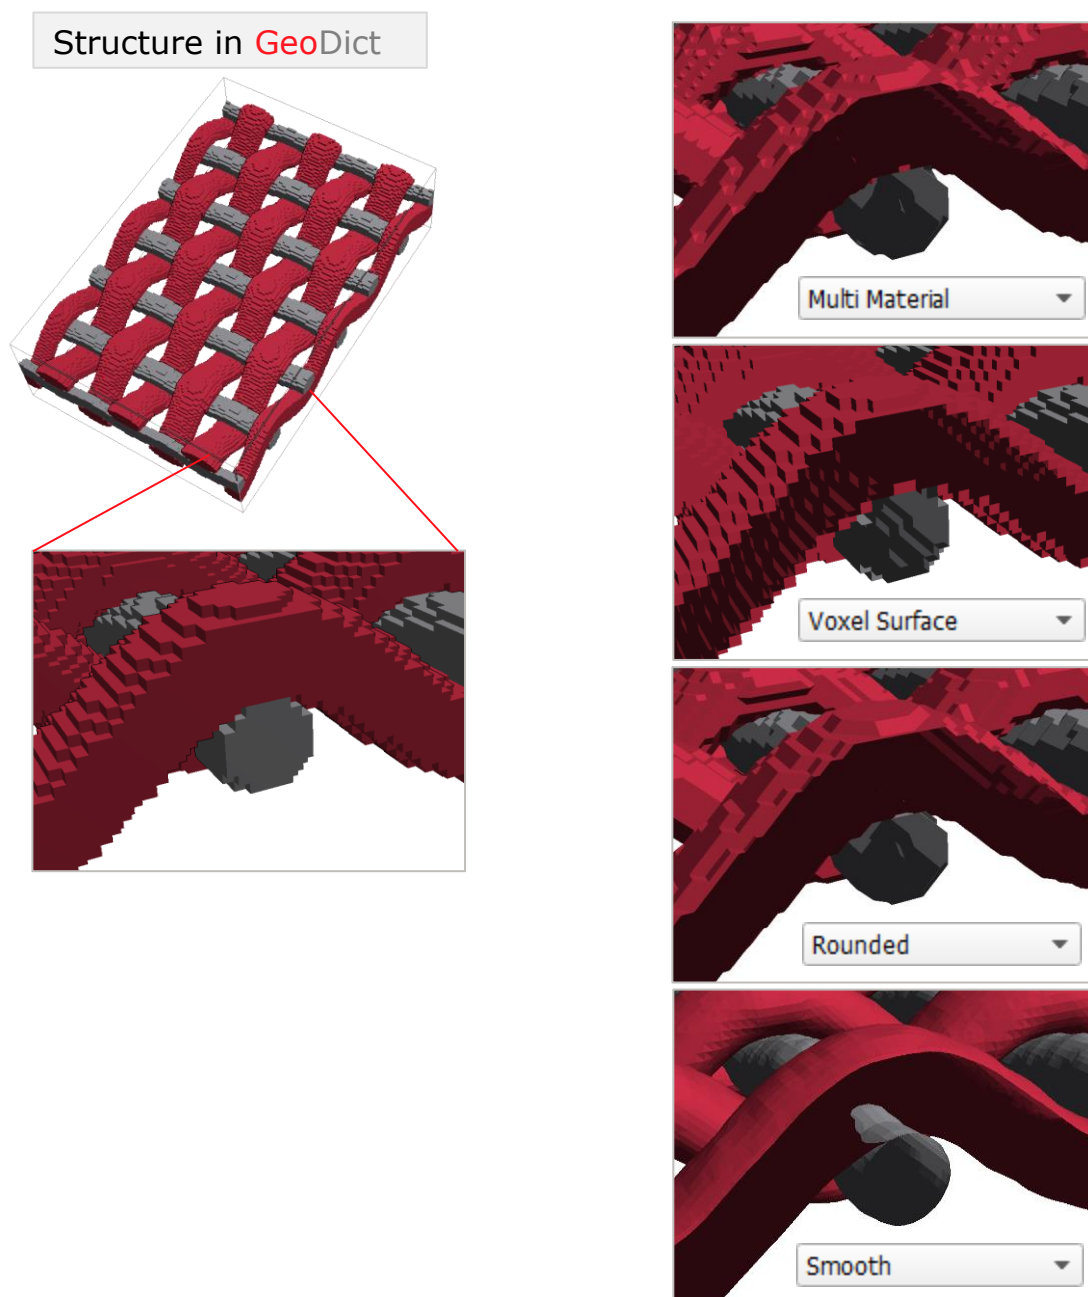 Structure in GeoDict
Multi Material
Voxel Surface
Rounded
Smooth